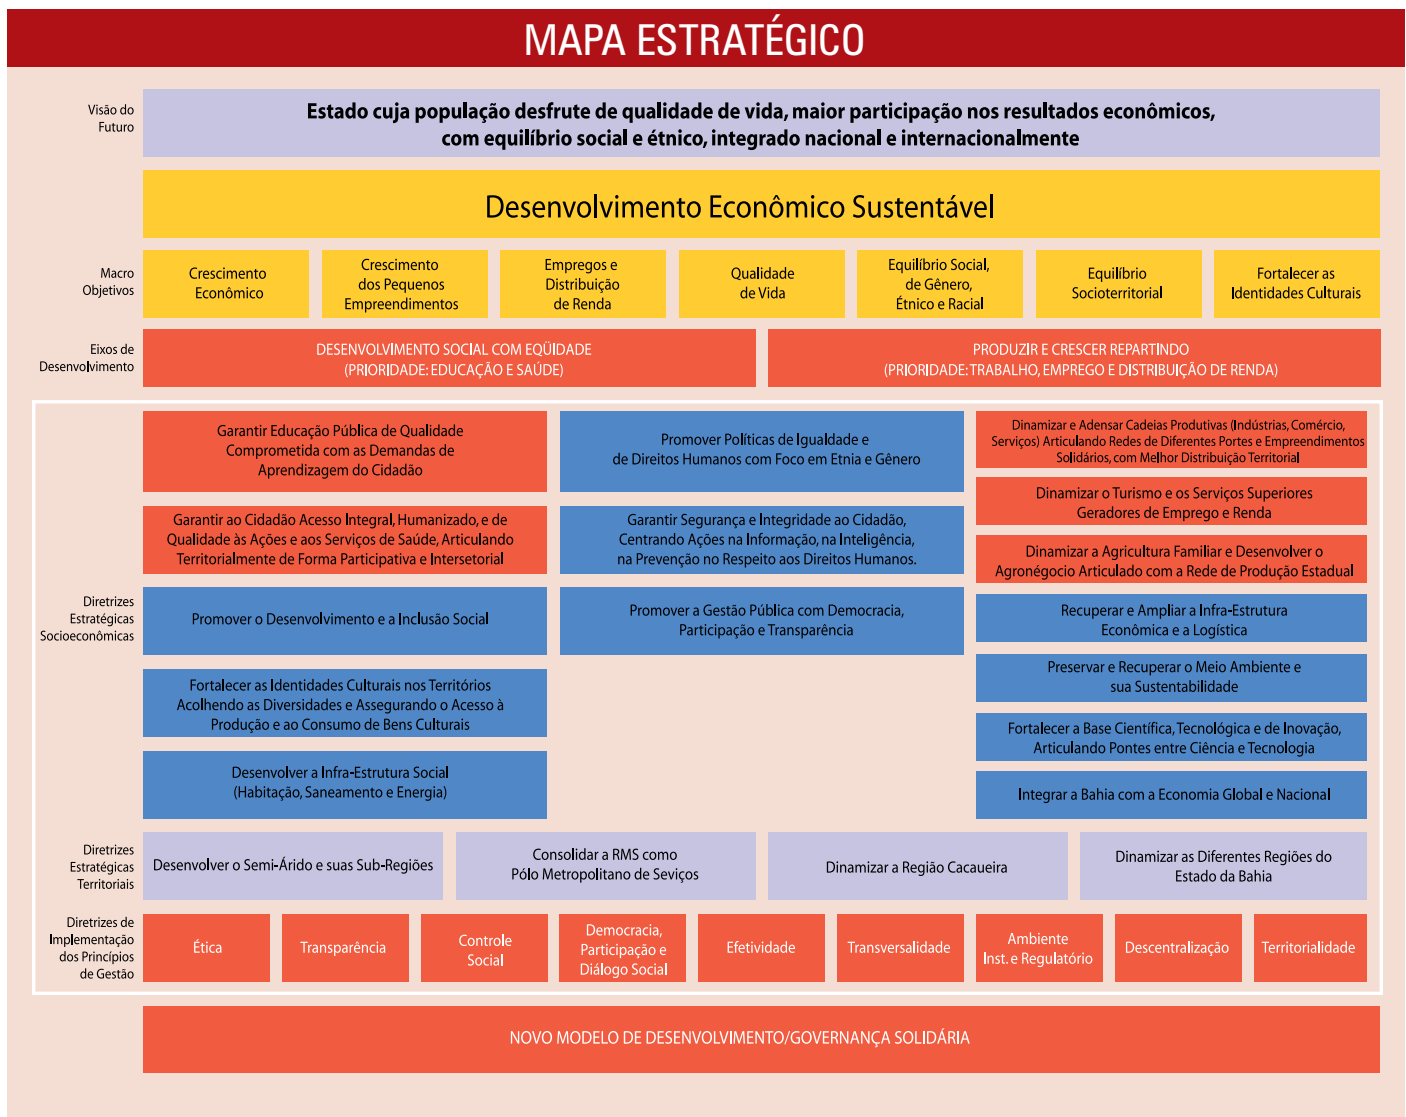 MAPA ESTRATÉGICO
Visão do
Futuro
Estado cuja população desfrute de qualidade de vida, maior participação nos resultados econômicos,
com equilíbrio social e étnico, integrado nacional e internacionalmente
Desenvolvimento Econômico Sustentável
Macro
Objetivos
Crescimento
Econômico
Crescimento
dos Pequenos
Empreendimentos
Empregos e
Distribuição
de Renda
Qualidade
de Vida
Equilíbrio Social,
de Gênero,
Étnico e Racial
Equilíbrio
Socioterritorial
Fortalecer as
Identidades Culturais
Eixos de
Desenvolvimento
DESENVOLVIMENTO SOCIAL COM EQÜIDADE
(PRIORIDADE: EDUCAÇÃO E SAÚDE)
PRODUZIR E CRESCER REPARTINDO
(PRIORIDADE: TRABALHO, EMPREGO E DISTRIBUIÇÃO DE RENDA)
Diretrizes
Estratégicas
Socioeconômicas
Garantir Educação Pública de Qualidade
Comprometida com as Demandas de
Aprendizagem do Cidadão
Garantir ao Cidadão Acesso Integral, Humanizado, e de
Qualidade às Ações e aos Serviços de Saúde, Articulando
Territorialmente de Forma Participativa e Intersetorial
Promover o Desenvolvimento e a Inclusão Social
Fortalecer as Identidades Culturais nos Territórios
Acolhendo as Diversidades e Assegurando o Acesso à
Produção e ao Consumo de Bens Culturais
Desenvolver a Infra-Estrutura Social
(Habitação, Saneamento e Energia)
Promover Políticas de Igualdade e
de Direitos Humanos com Foco em Etnia e Gênero
Garantir Segurança e Integridade ao Cidadão,
Centrando Ações na Informação, na Inteligência,
na Prevenção no Respeito aos Direitos Humanos.
Promover a Gestão Pública com Democracia,
Participação e Transparência
Dinamizar e Adensar Cadeias Produtivas (Indústrias, Comércio,
Serviços) Articulando Redes de Diferentes Portes e Empreendimentos
Solidários, com Melhor Distribuição Territorial
Dinamizar o Turismo e os Serviços Superiores
Geradores de Emprego e Renda
Dinamizar a Agricultura Familiar e Desenvolver o
Agronégocio Articulado com a Rede de Produção Estadual
Recuperar e Ampliar a Infra-Estrutura
Econômica e a Logística
Preservar e Recuperar o Meio Ambiente e
sua Sustentabilidade
Fortalecer a Base Científica, Tecnológica e de Inovação,
Articulando Pontes entre Ciência e Tecnologia
Integrar a Bahia com a Economia Global e Nacional
Diretrizes
Estratégicas
Territoriais
Desenvolver o Semi-Árido e suas Sub-Regiões
Consolidar a RMS como
Pólo Metropolitano de Seviços
Dinamizar a Região Cacaueira
Dinamizar as Diferentes Regiões do
Estado da Bahia
Diretrizes de
Implementação
dos Princípios
de Gestão
Ética
Transparência
Controle
Social
Democracia,
Participação e
Diálogo Social
Efetividade
Transversalidade
Ambiente
Inst. e Regulatório
Descentralização
Territorialidade
NOVO MODELO DE DESENVOLVIMENTO/GOVERNANÇA SOLIDÁRIA